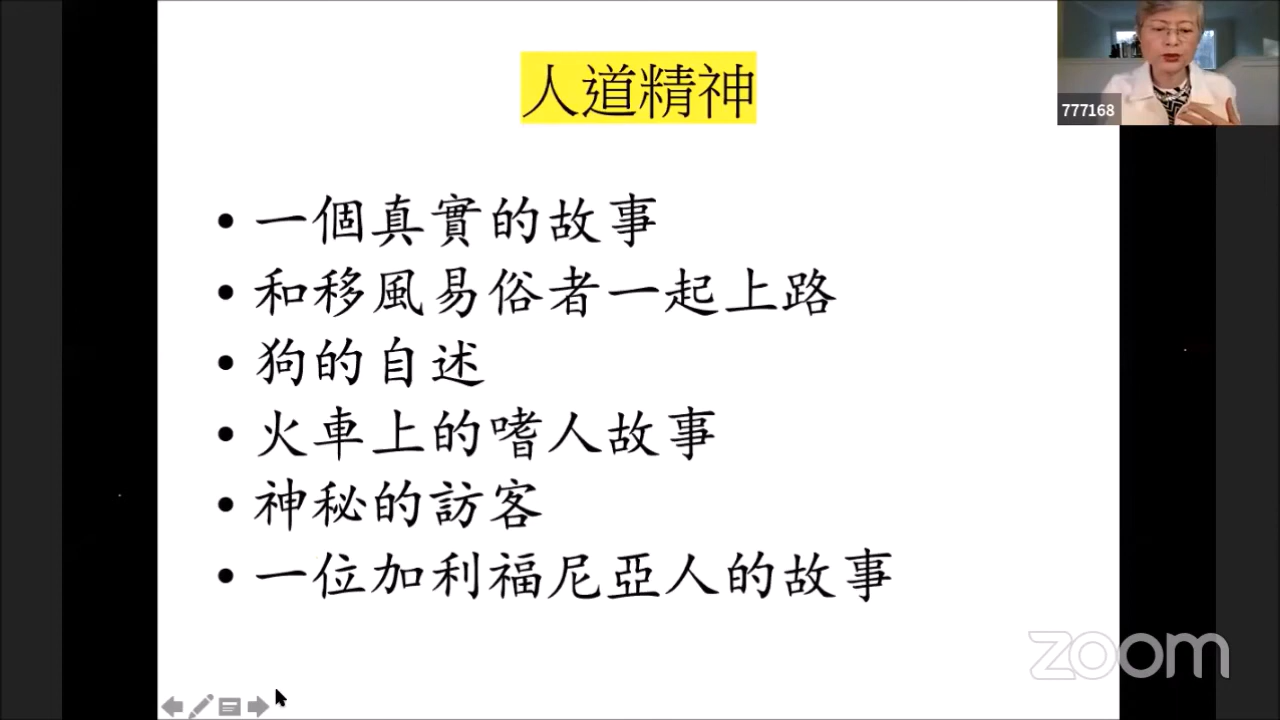 人道精神
777168
• 一個真實的故事
• 和移風易俗者一起上路
• 狗的自述
• 火車上的嗜人故事
• 神秘的訪客
• 一位加利福尼亞人的故事
zoom